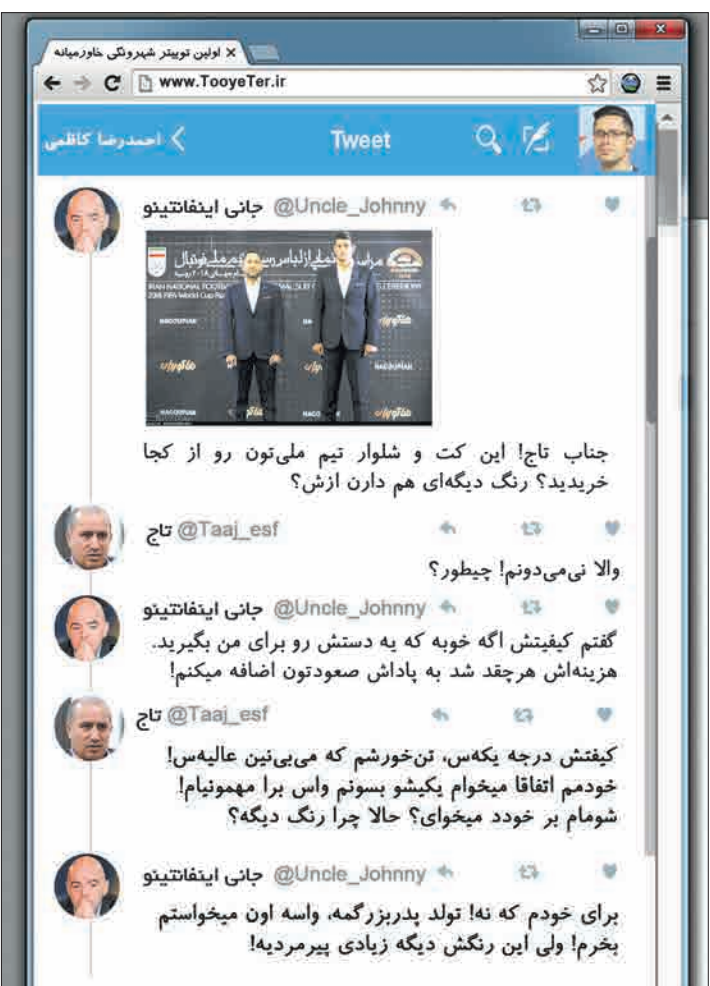 اولین توییتر شهرونگی خاورمیانه ×
www.TooyeTer.ir
احمدرضا کاظمی
Tweet
جانی اینفانتینو @Uncle_Johnny
NAGOUPIAN
جناب تاج! این کت و شلوار تیم ملی‌تون رو از کجا
خریدید؟ رنگ دیگه‌ای هم دارن ازش؟
تاج @Taaj_esf
والا نی‌می‌دونم! چیطور؟
جانی اینفانتینو @Uncle_Johnny
گفتم کیفیتش اگه خوبه که یه دستش رو برای من بگیرید.
هزینه‌اش هرچقد شد به پاداش صعودتون اضافه میکنم!
تاج @Taaj_esf
کیفتش درجه یکه‌س، تن‌خورشم که می‌بی‌نین عالیه‌س!
خودمم اتفاقا میخوام یکیشو بسونم واس برا مهمونیام!
شومام بر خودد میخوای؟ حالا چرا رنگ دیگه؟
جانی اینفانتینو @Uncle_Johnny
برای خودم که نه! تولد پدربزرگمه، واسه اون میخواستم
بخرم! ولی این رنگش دیگه زیادی پیرمردیه!